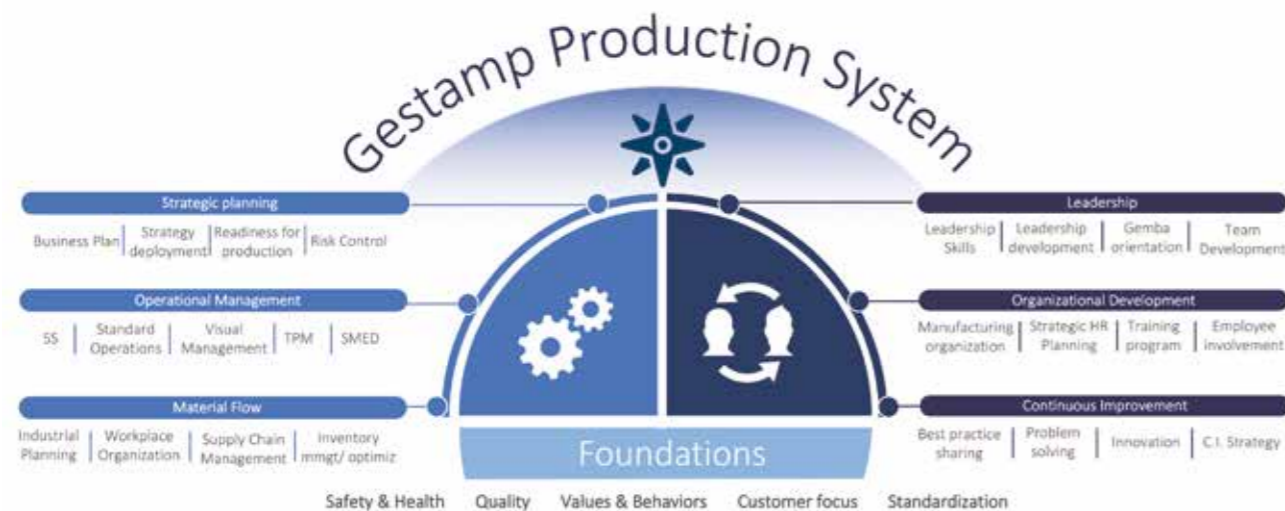 Gestamp Production System
Strategic planning
Business Plan
Strategy
deployment
Readiness for
production
Risk Control
Operational Management
5S
Standard
Operations
Visual
Management
TPM
SMED
Material Flow
Industrial
Planning
Workplace
Organization
Supply Chain
Management
Inventory
mmgt/ optimiz
Leadership
Leadership
Skills
Leadership
development
Gemba
orientation
Team
Development
Organizational Development
Manufacturing
organization
Strategic HR
Planning
Training
program
Employee
involvement
Continuous Improvement
Best practice
sharing
Problem
solving
Innovation
C.I. Strategy
Foundations
Safety & Health
Quality
Values & Behaviors
Customer focus
Standardization